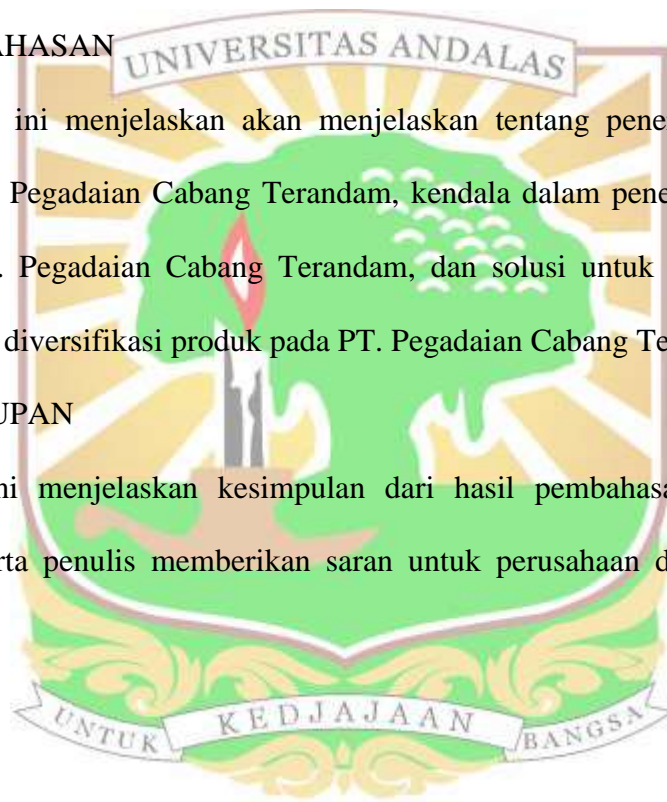 AHASAN
UNIVERSITAS ANDALAS
ini menjelaskan akan menjelaskan tentang pene
Pegadaian Cabang Terandam, kendala dalam pene
. Pegadaian Cabang Terandam, dan solusi untuk
diversifikasi produk pada PT. Pegadaian Cabang Te
UPAN
ni menjelaskan kesimpulan dari hasil pembahasa
rta penulis memberikan saran untuk perusahaan d
UNTUK KEDJAJAAN BANGSA